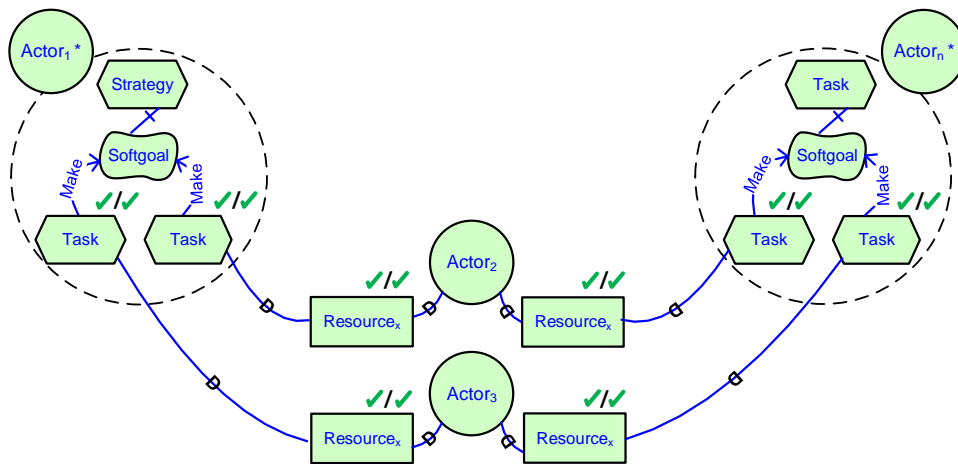 Actor₁ *
Actorₙ *
Strategy
Task
Softgoal
Softgoal
Make
Make
Make
Make
✓/✓
✓/✓
✓/✓
✓/✓
Task
Task
Task
Task
Actor₂
✓/✓
✓/✓
Resourceₓ
Resourceₓ
Actor₃
✓/✓
✓/✓
Resourceₓ
Resourceₓ